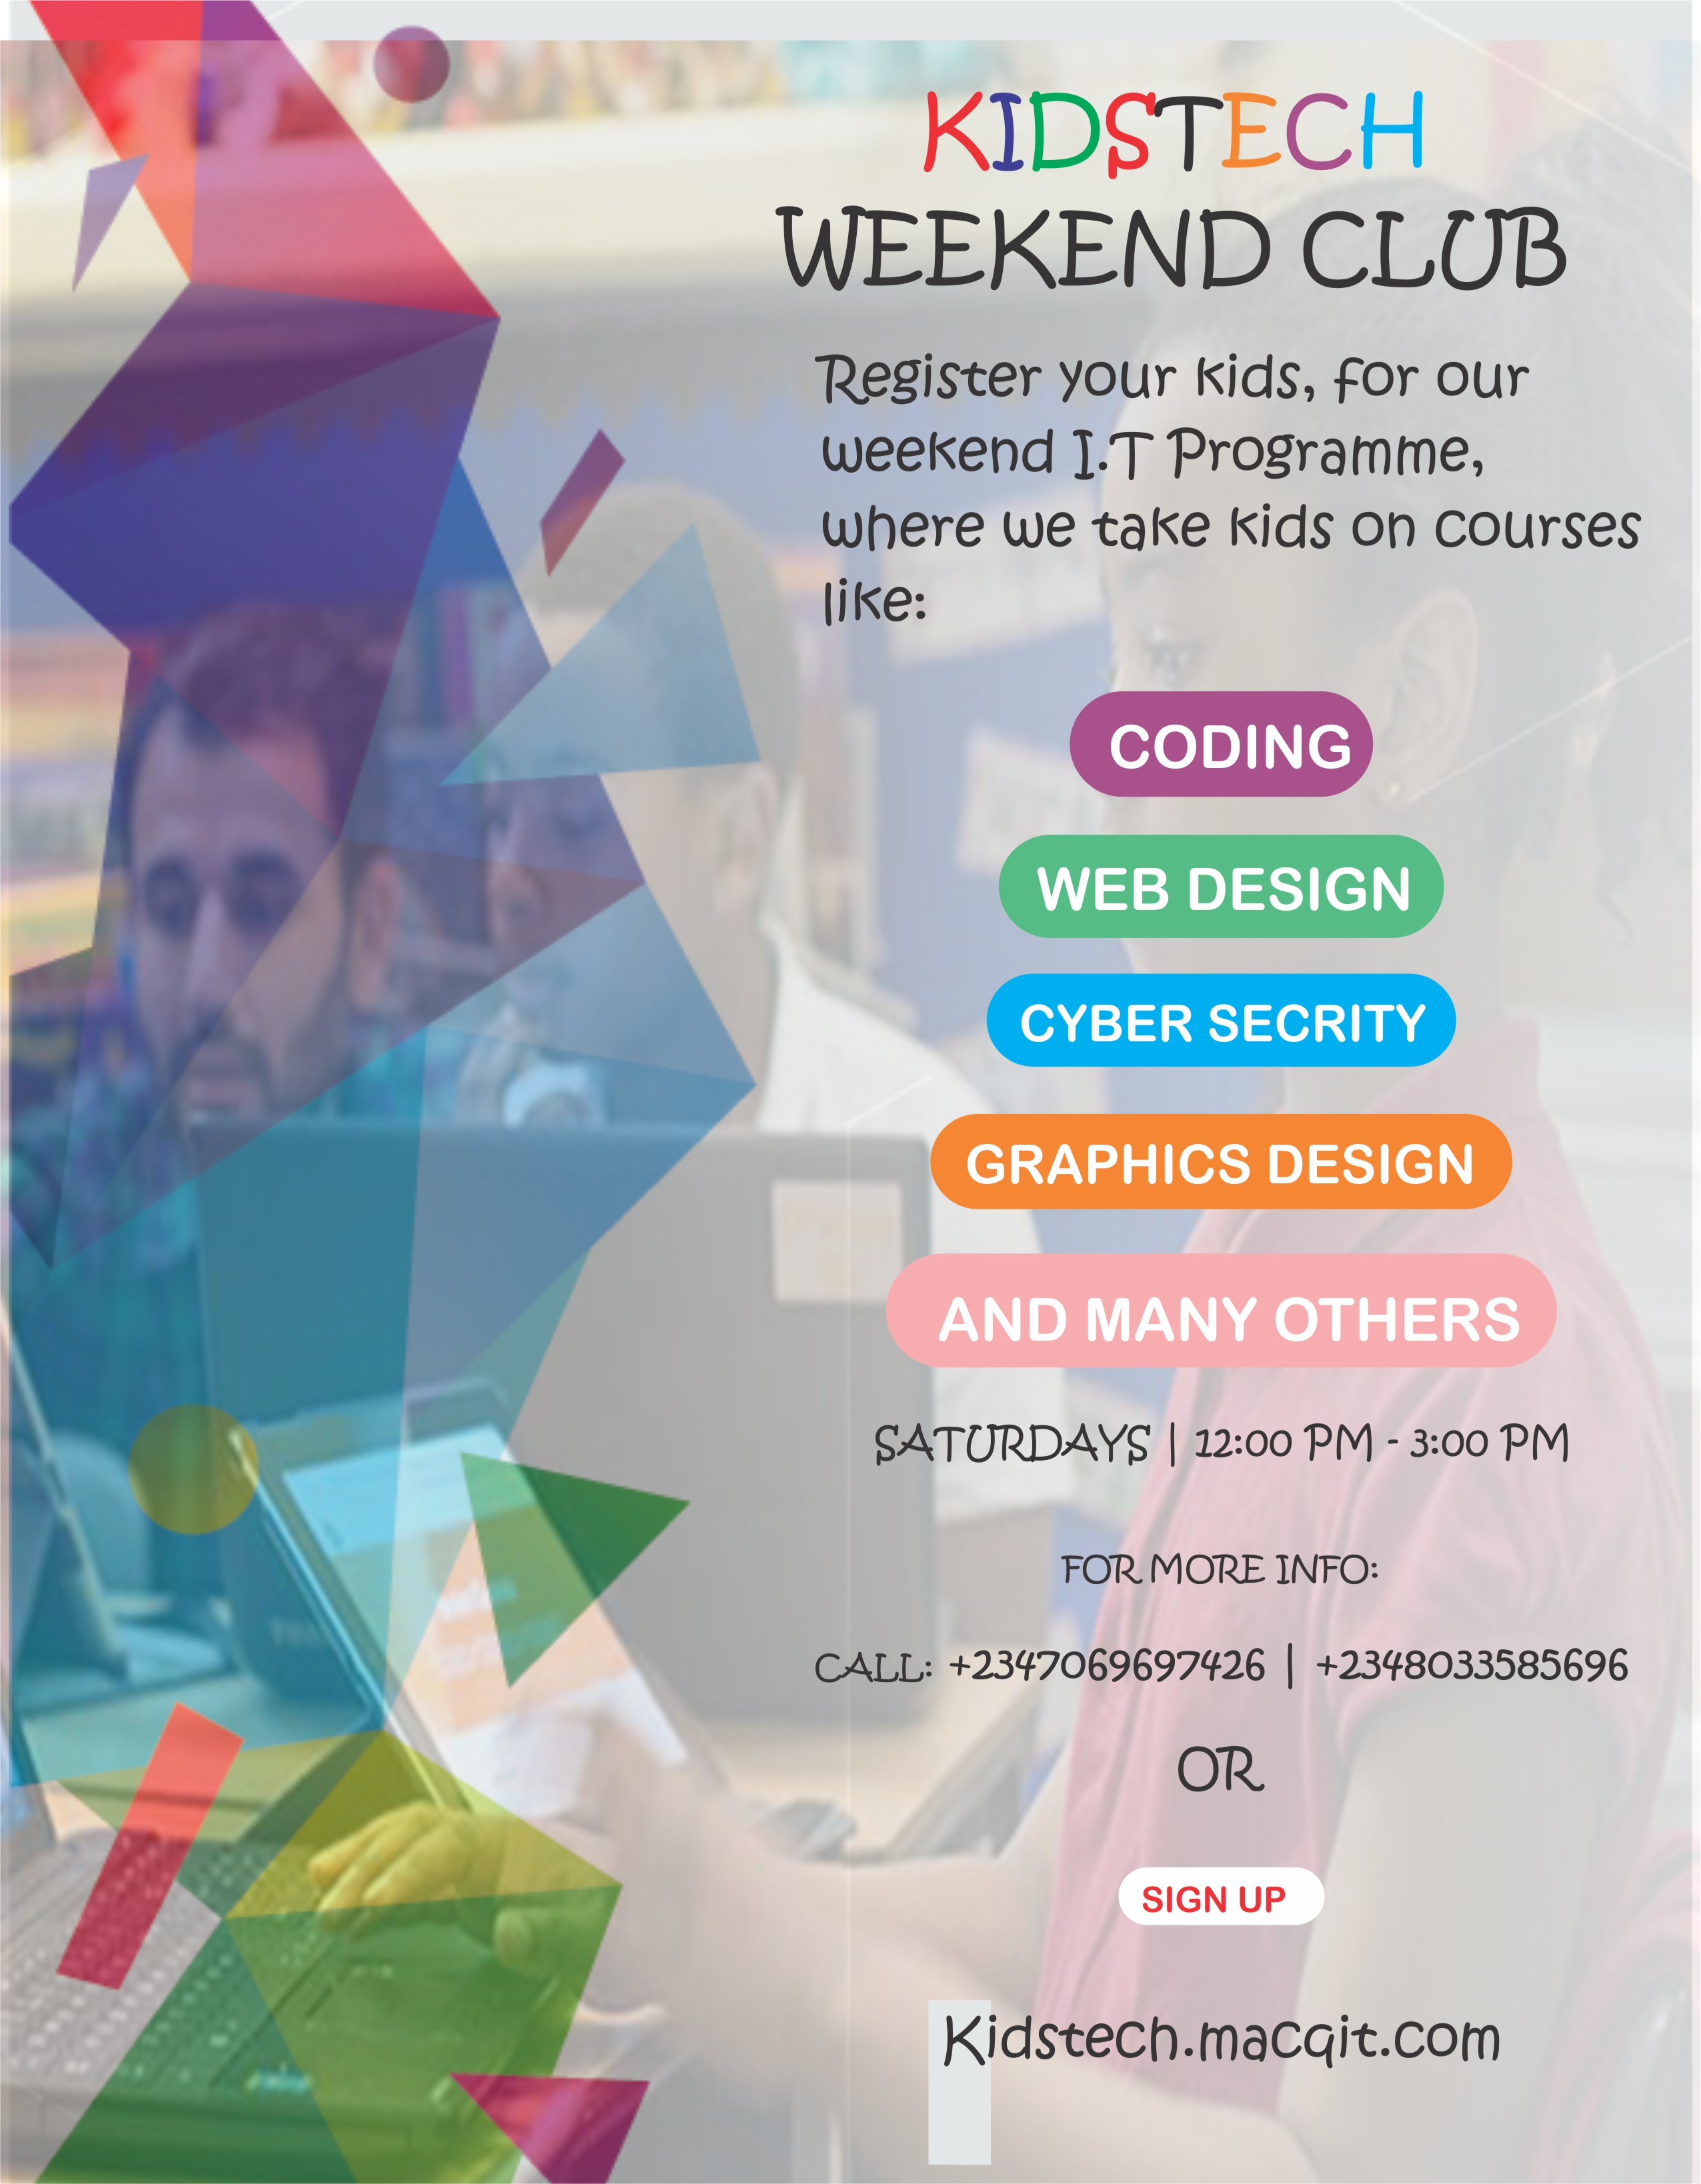 KIDSTECH
WEEKEND CLUB
Register your kids, for our
weekend I.T Programme,
where we take kids on courses
like:
CODING
WEB DESIGN
CYBER SECRITY
GRAPHICS DESIGN
AND MANY OTHERS
SATURDAYS | 12:00 PM - 3:00 PM
FOR MORE INFO:
CALL: +2347069697426 | +2348033585696
OR
SIGN UP
Kidstech.macqit.com